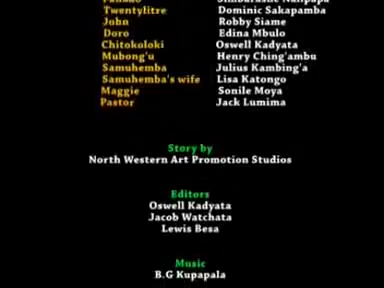 Twentylitre Dominic Sakapamba
John Robby Siame
Doro Edina Mbulo
Chitokoloki Oswell Kadyata
Mubong'u Henry Ching'ambu
Samuhemba Julius Kambing'a
Samuhemba's wife Lisa Katongo
Maggie Sonile Moya
Pastor Jack Lumima
Story by
North Western Art Promotion Studios
Editors
Oswell Kadyata
Jacob Watchata
Lewis Besa
Music
B.G Kupapala